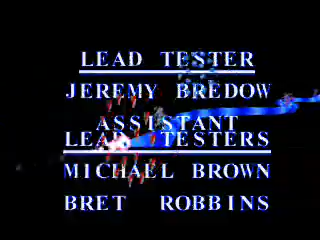 LEAD TESTER
JEREMY BREDOW
ASSISTANT
LEAD TESTERS
MICHAEL BROWN
BRET ROBBINS